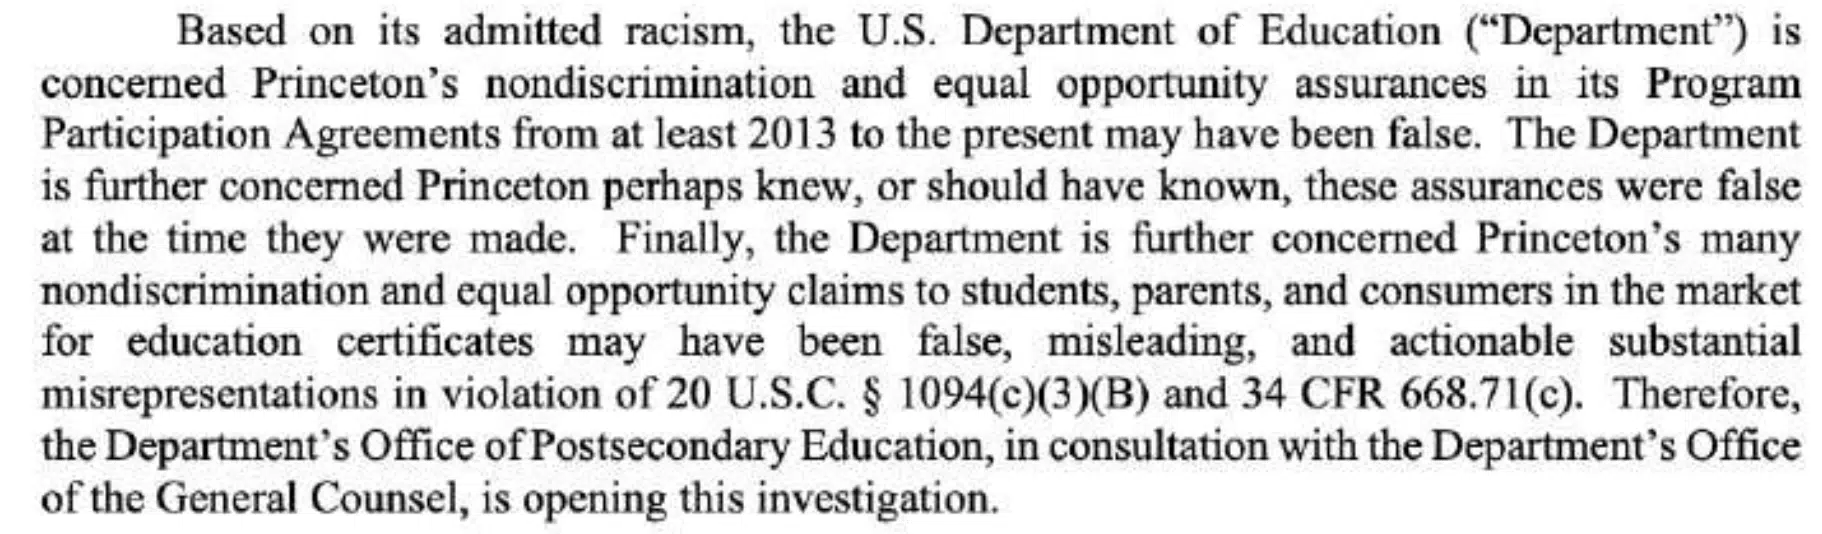 Based on its admitted racism, the U.S. Department of Education (“Department”) is
concerned Princeton’s nondiscrimination and equal opportunity assurances in its Program
Participation Agreements from at least 2013 to the present may have been false. The Department
is further concerned Princeton perhaps knew, or should have known, these assurances were false
at the time they were made. Finally, the Department is further concerned Princeton’s many
nondiscrimination and equal opportunity claims to students, parents, and consumers in the market
for education certificates may have been false, misleading, and actionable substantial
misrepresentations in violation of 20 U.S.C. § 1094(c)(3)(B) and 34 CFR 668.71(c). Therefore,
the Department’s Office of Postsecondary Education, in consultation with the Department’s Office
of the General Counsel, is opening this investigation.